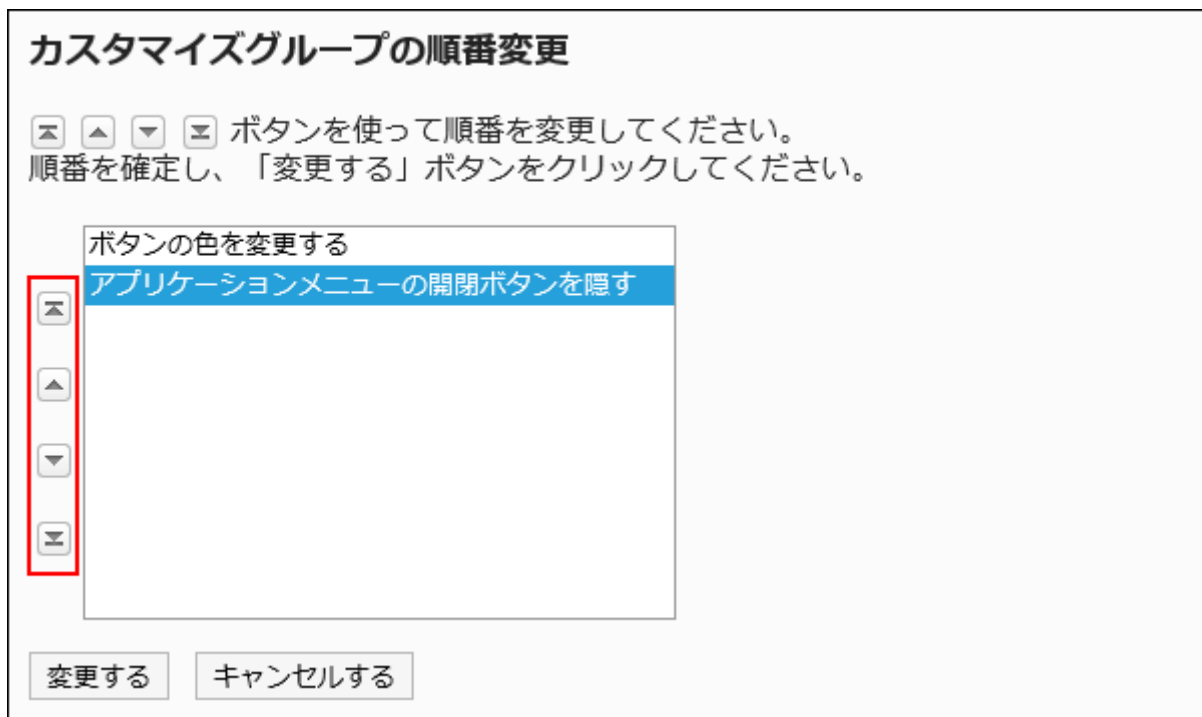 カスタマイズグループの順番変更
ボタンを使って順番を変更してください。
順番を確定し、「変更する」ボタンをクリックしてください。
ボタンの色を変更する
アプリケーションメニューの開閉ボタンを隠す
変更する
キャンセルする